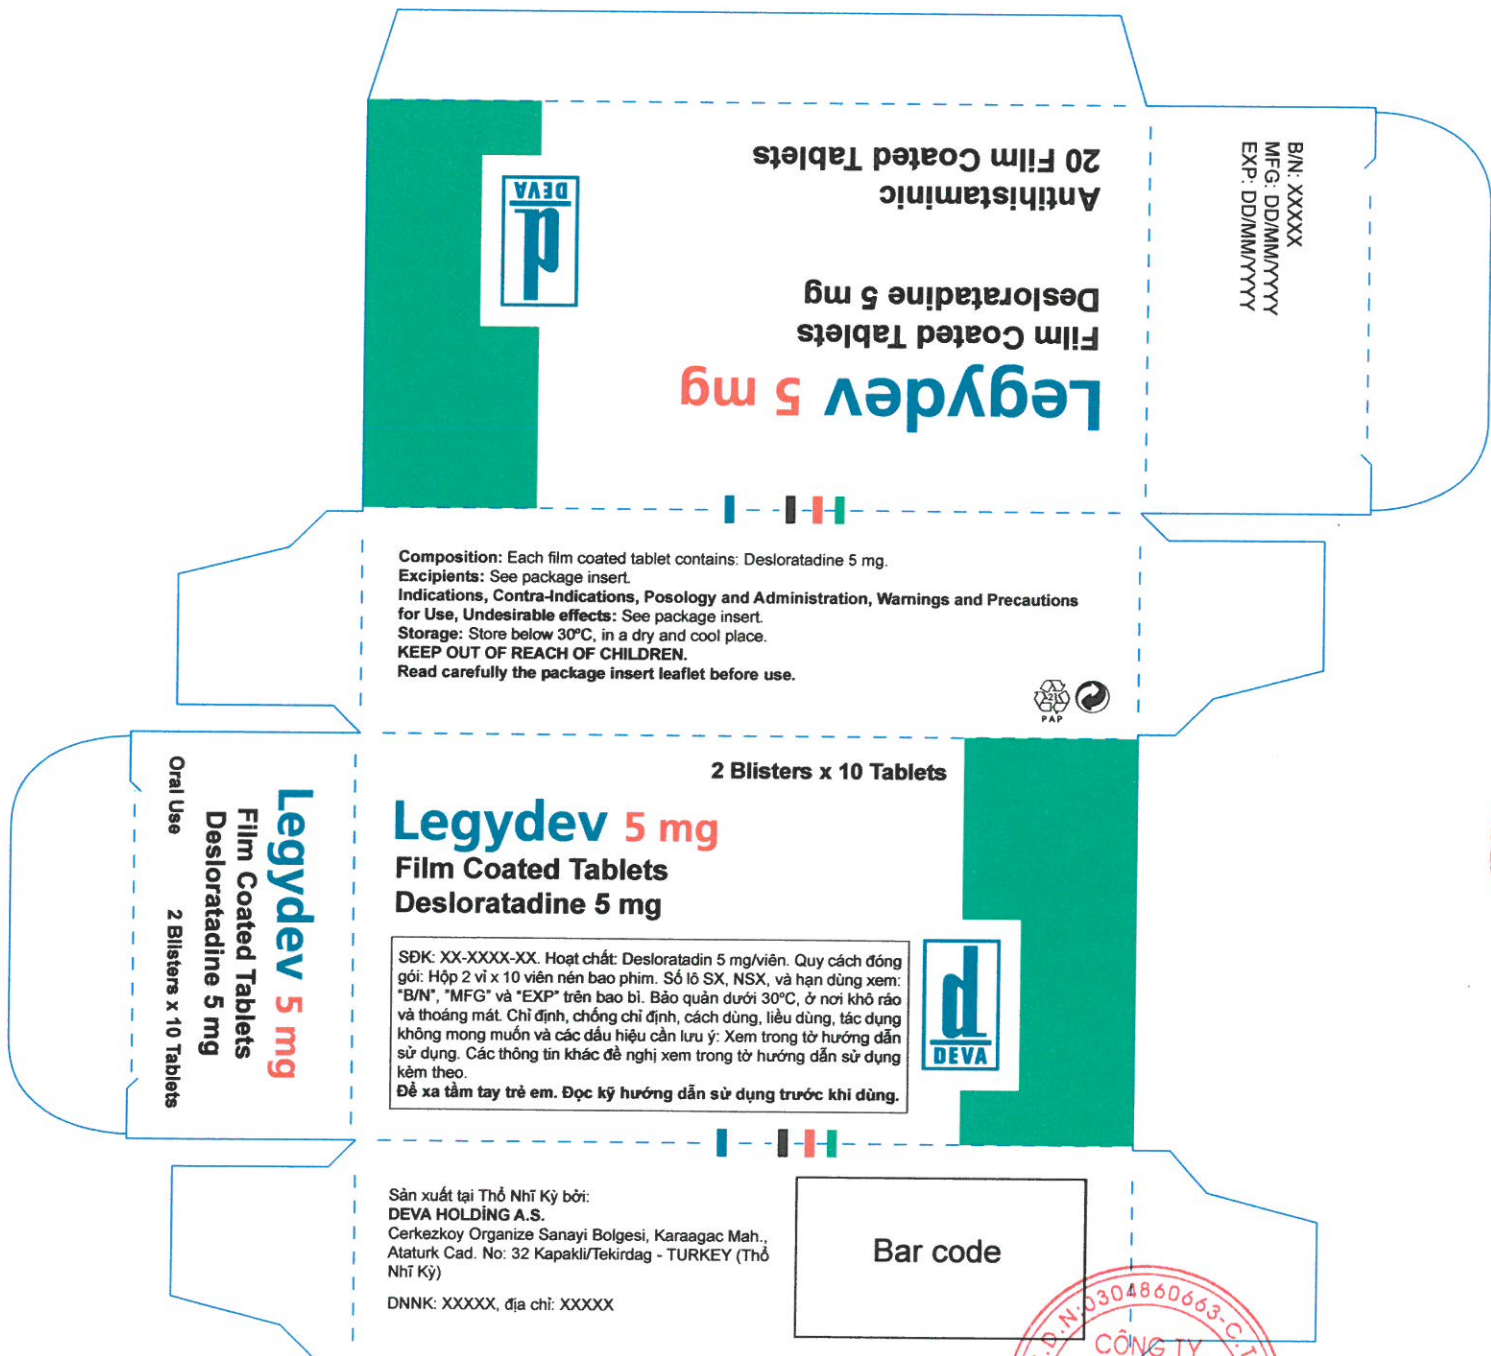 20 Film Coated Tablets
Antihistaminic
Desloratadine 5 mg
Film Coated Tablets
Legydev 5 mg
DEVA
B/N: XXXXX
MFG: DD/MM/YYYY
EXP: DD/MM/YYYY
Composition: Each film coated tablet contains: Desloratadine 5 mg.
Excipients: See package insert.
Indications, Contra-Indications, Posology and Administration, Warnings and Precautions
for Use, Undesirable effects: See package insert.
Storage: Store below 30°C, in a dry and cool place.
KEEP OUT OF REACH OF CHILDREN.
Read carefully the package insert leaflet before use.
21
PAP
Legydev 5 mg
Film Coated Tablets
Desloratadine 5 mg
Oral Use 2 Blisters x 10 Tablets
2 Blisters x 10 Tablets
Legydev 5 mg
Film Coated Tablets
Desloratadine 5 mg
SĐK: XX-XXXX-XX. Hoạt chất: Desloratadin 5 mg/viên. Quy cách đóng
gói: Hộp 2 vỉ x 10 viên nén bao phim. Số lô SX, NSX, và hạn dùng xem:
"B/N", "MFG" và "EXP" trên bao bì. Bảo quản dưới 30°C, ở nơi khô ráo
và thoáng mát. Chỉ định, chống chỉ định, cách dùng, liều dùng, tác dụng
không mong muốn và các dấu hiệu cần lưu ý: Xem trong tờ hướng dẫn
sử dụng. Các thông tin khác đề nghị xem trong tờ hướng dẫn sử dụng
kèm theo.
Để xa tầm tay trẻ em. Đọc kỹ hướng dẫn sử dụng trước khi dùng.
DEVA
Sản xuất tại Thổ Nhĩ Kỳ bởi:
DEVA HOLDİNG A.S.
Cerkezkoy Organize Sanayi Bolgesi, Karaagac Mah.,
Ataturk Cad. No: 32 Kapakli/Tekirdag - TURKEY (Thổ
Nhĩ Kỳ)
DNNK: XXXXX, địa chỉ: XXXXX
Bar code
.D.N:0304860663-C.T
CÔNG TY